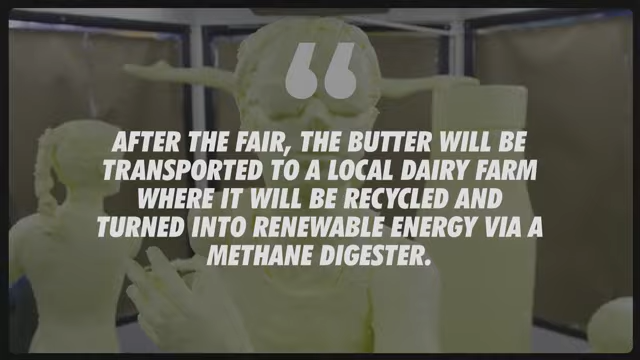 “
AFTER THE FAIR, THE BUTTER WILL BE
TRANSPORTED TO A LOCAL DAIRY FARM
WHERE IT WILL BE RECYCLED AND
TURNED INTO RENEWABLE ENERGY VIA A
METHANE DIGESTER.